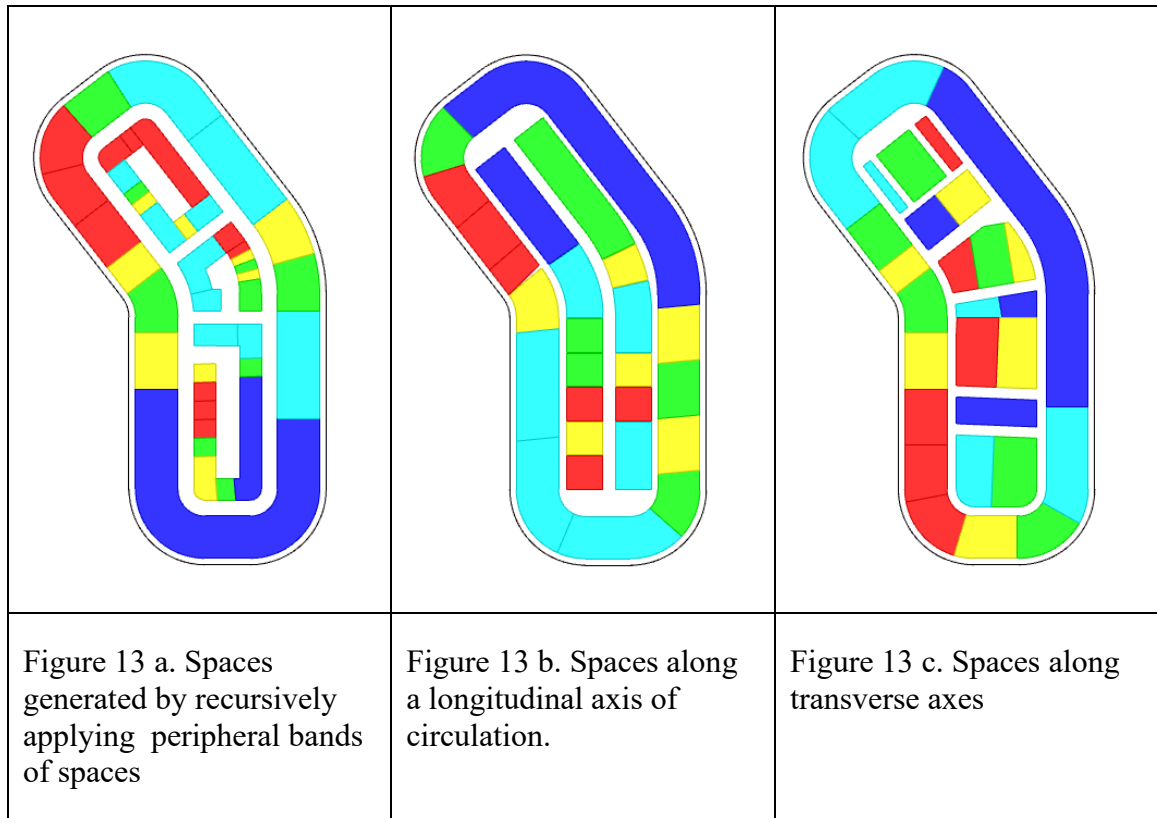 Figure 13 a. Spaces
generated by recursively
applying  peripheral bands
of spaces
Figure 13 b. Spaces along
a longitudinal axis of
circulation.
Figure 13 c. Spaces along
transverse axes